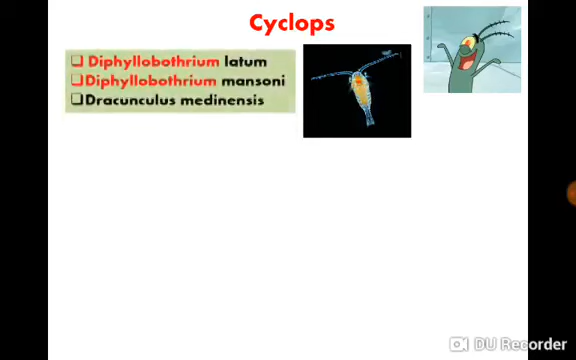 Cyclops
❑ Diphyllobothrium latum
❑Diphyllobothrium mansoni
❑Dracunculus medinensis
DU Recorder